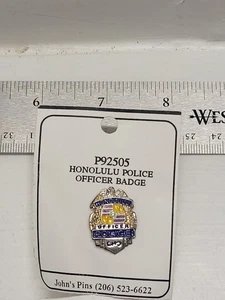 6 7 8
WES
P92505
HONOLULU POLICE
OFFICER BADGE
OFFICER
John's Pins (206) 523-6622